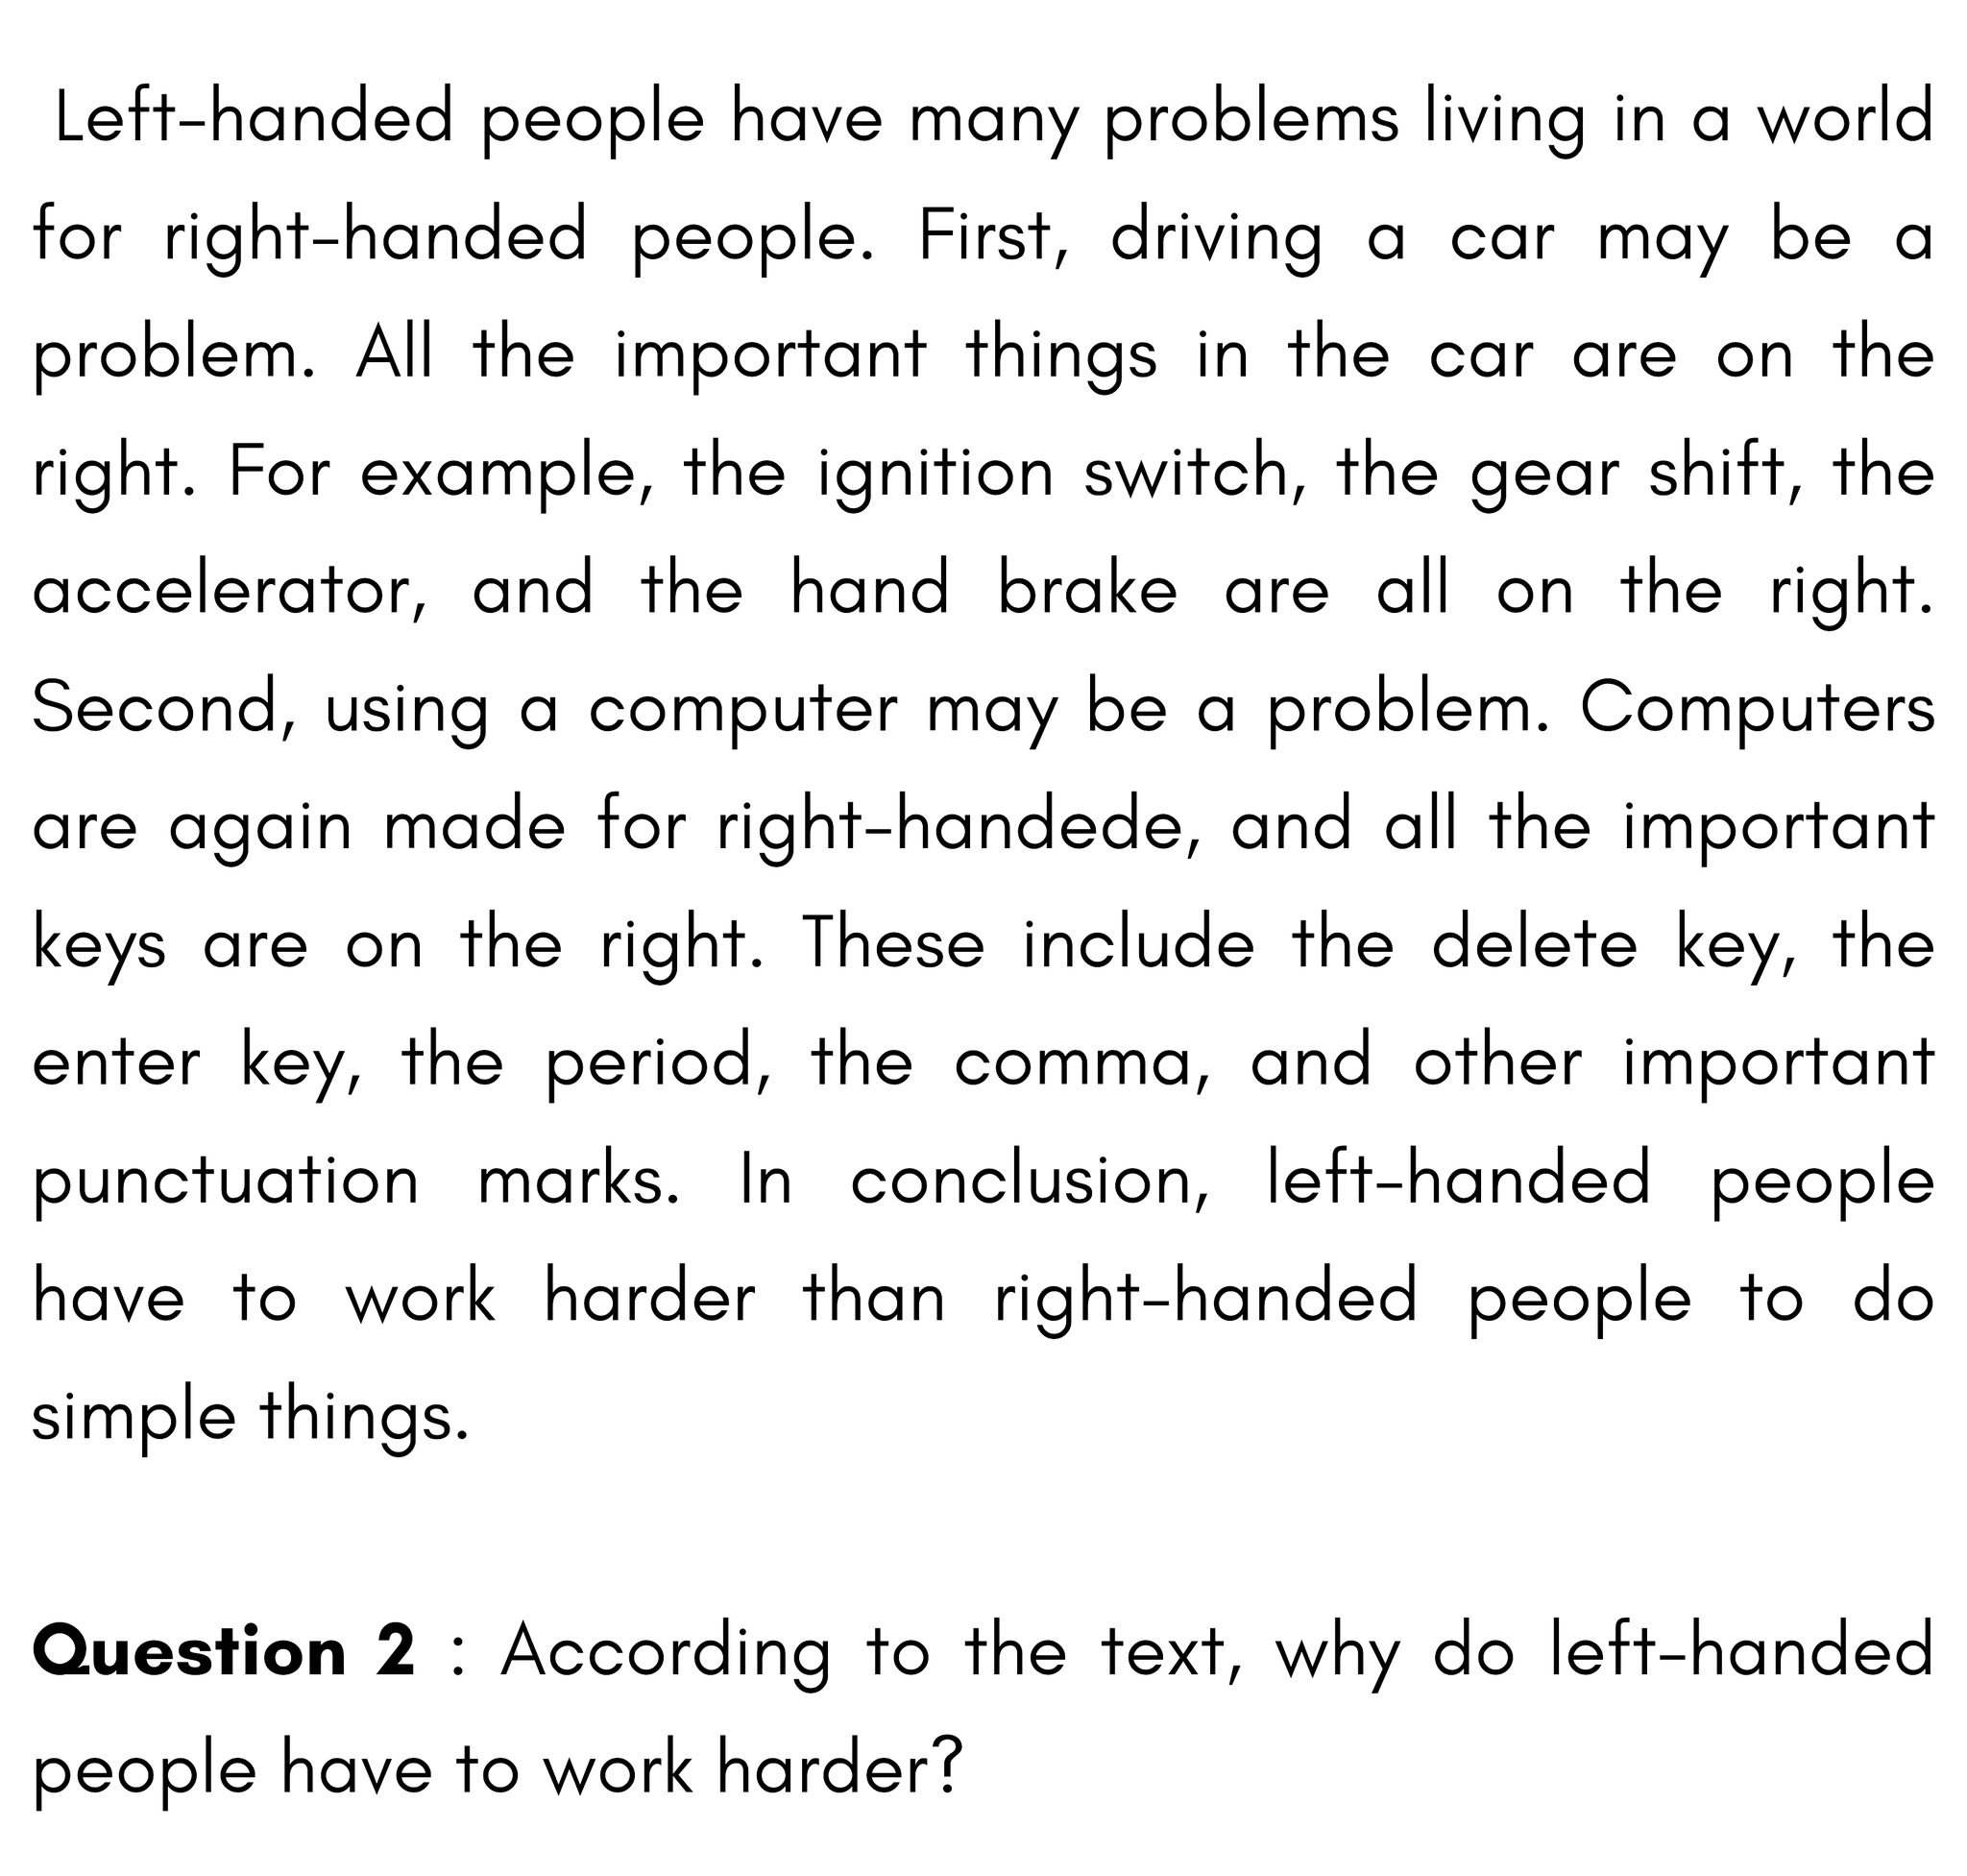 Left-handed people have many problems living in a world
for right-handed people. First, driving a car may be a
problem. All the important things in the car are on the
right. For example, the ignition switch, the gear shift, the
accelerator, and the hand brake are all on the right.
Second, using a computer may be a problem. Computers
are again made for right-handede, and all the important
keys are on the right. These include the delete key, the
enter key, the period, the comma, and other important
punctuation marks. In conclusion, left-handed people
have to work harder than right-handed people to do
simple things.
Question 2 : According to the text, why do left-handed
people have to work harder?